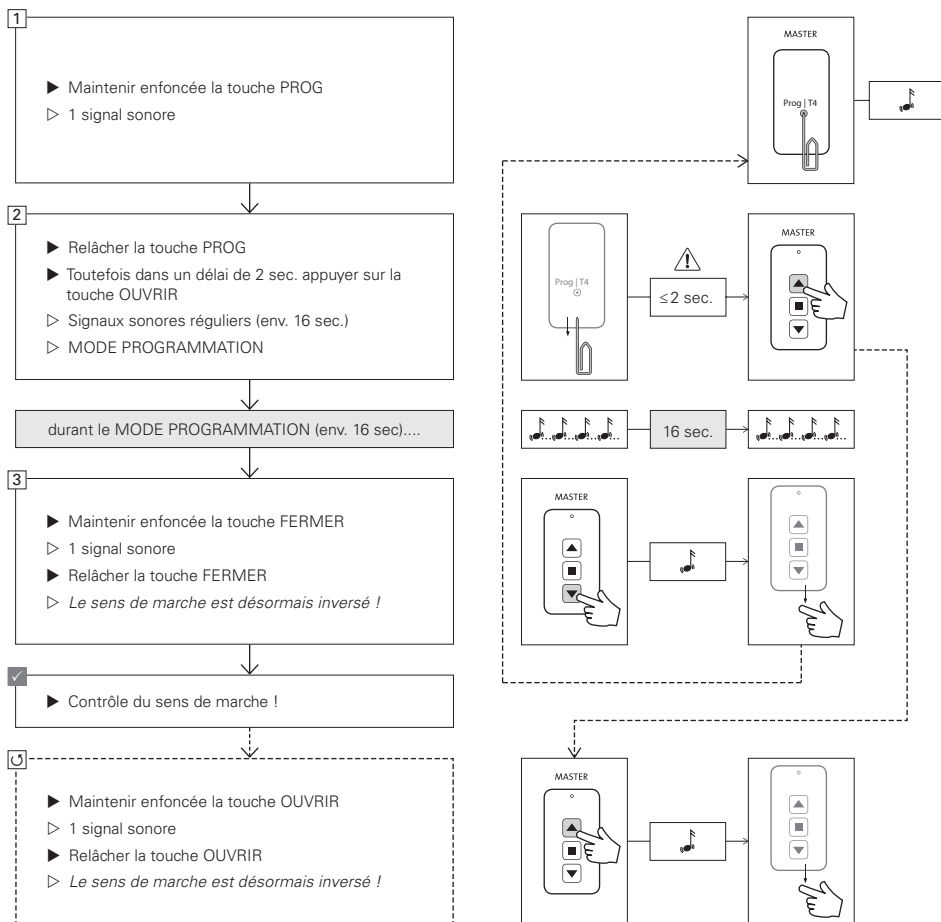 1
▶ Maintenir enfoncée la touche PROG
▷ 1 signal sonore
2
▶ Relâcher la touche PROG
▶ Toutefois dans un délai de 2 sec. appuyer sur la
touche OUVRIR
▷ Signaux sonores réguliers (env. 16 sec.)
▷ MODE PROGRAMMATION
durant le MODE PROGRAMMATION (env. 16 sec)....
3
▶ Maintenir enfoncée la touche FERMER
▷ 1 signal sonore
▶ Relâcher la touche FERMER
▷ Le sens de marche est désormais inversé !
✓
▶ Contrôle du sens de marche !
▶ Maintenir enfoncée la touche OUVRIR
▷ 1 signal sonore
▶ Relâcher la touche OUVRIR
▷ Le sens de marche est désormais inversé !
MASTER
Prog | T4
Prog | T4
≤2 sec.
MASTER
16 sec.
MASTER
MASTER